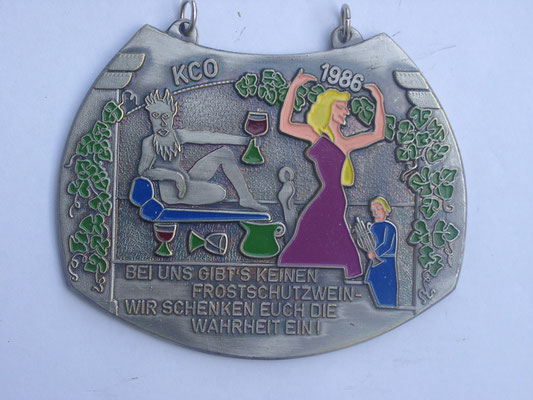 KCO 1986
BEI UNS GIBT'S KEINEN
FROSTSCHUTZWEIN-
WIR SCHENKEN EUCH DIE
WAHRHEIT EIN!